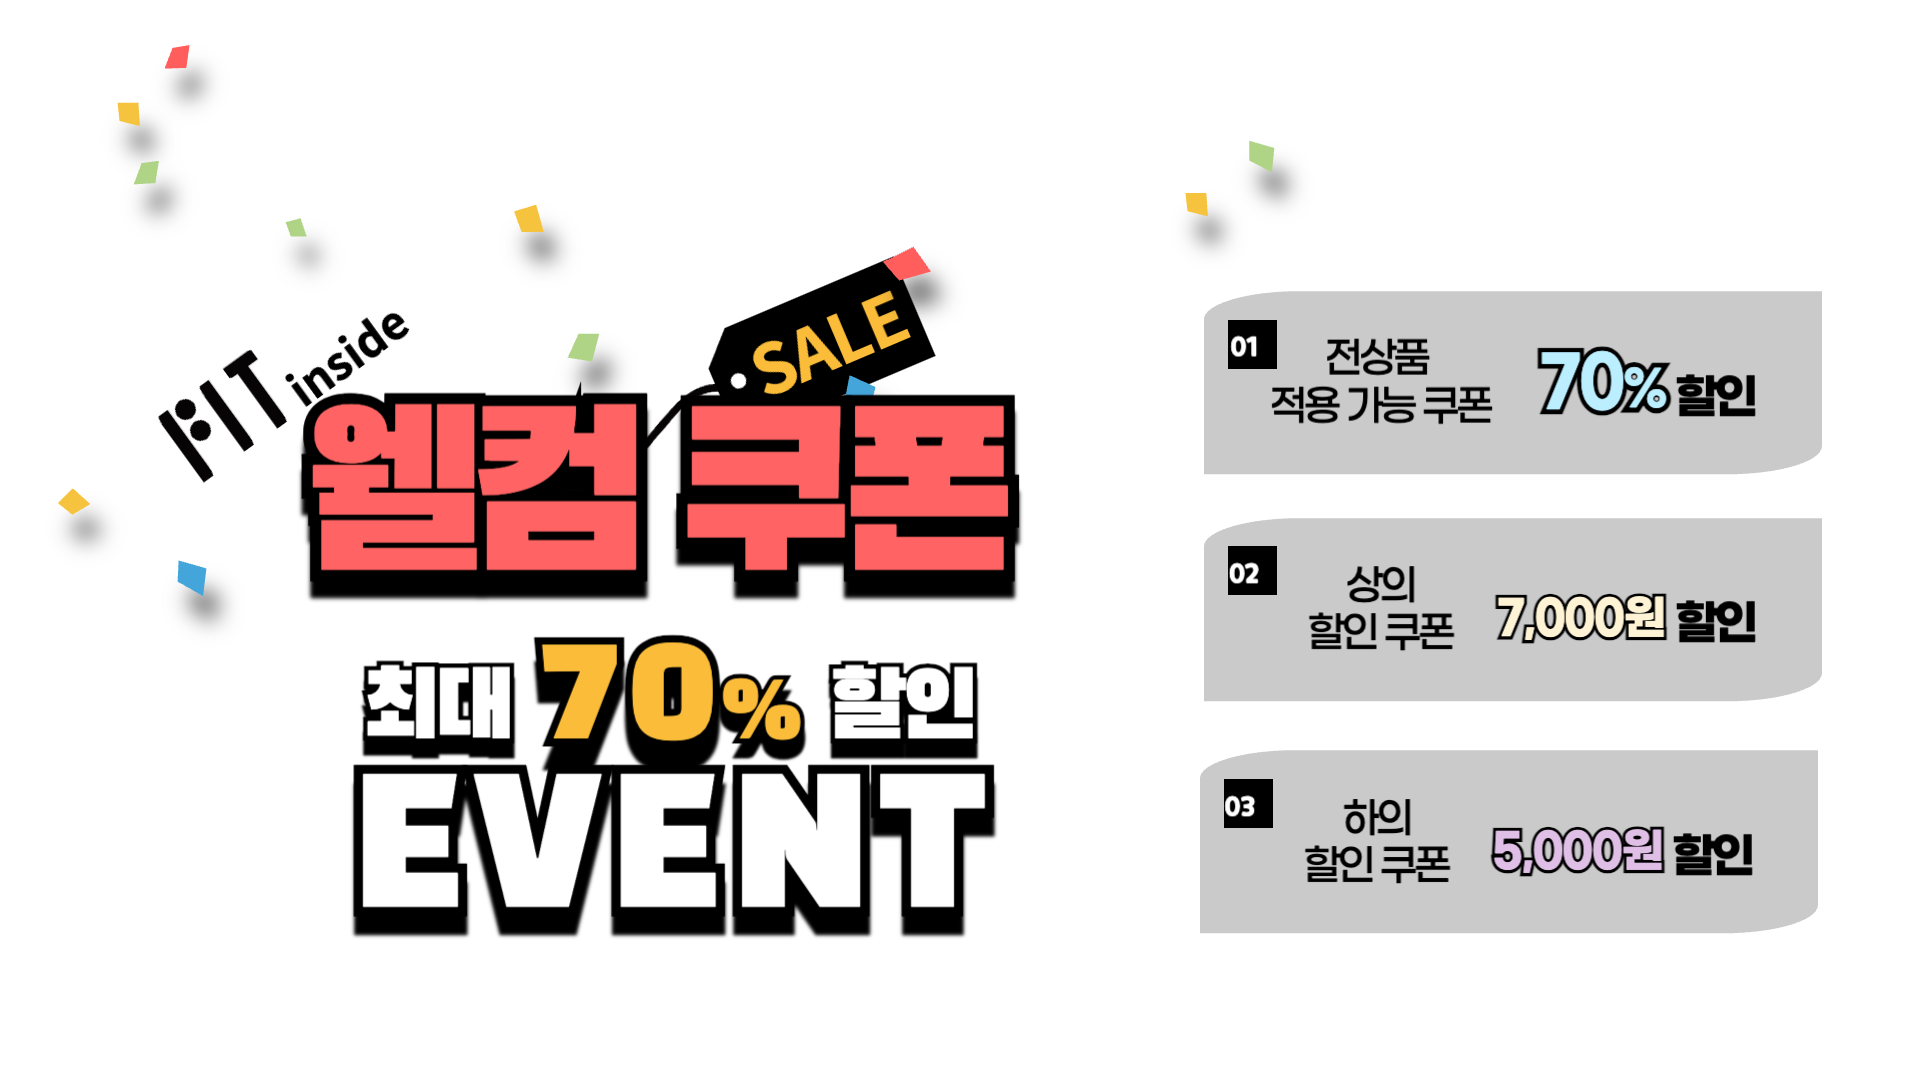 HIT inside
SALE
웰컴 쿠폰
최대 70% 할인
EVENT
01
전상품
적용 가능 쿠폰
70% 할인
02
상의
할인 쿠폰
7,000원 할인
03
하의
할인 쿠폰
5,000원 할인